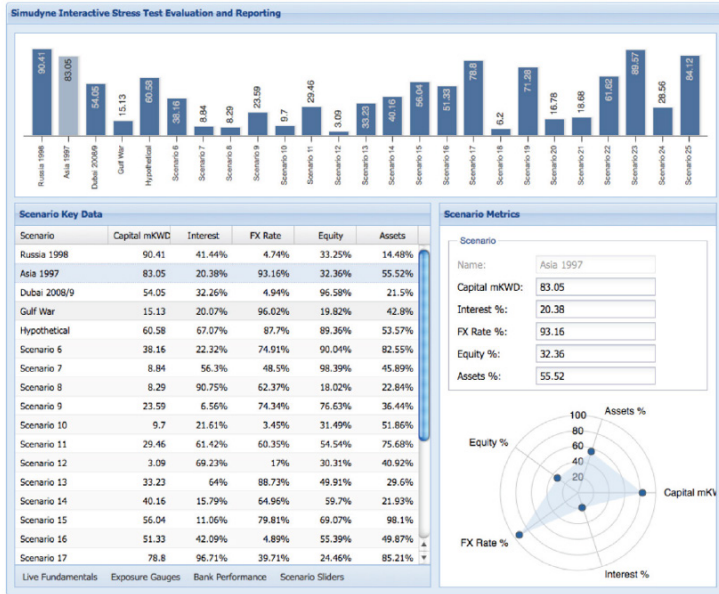 Simudyne Interactive Stress Test Evaluation and Reporting
90.41 83.05 54.05 15.13 60.58 38.16 8.84 8.29 23.59 9.7 29.46 3.09 33.23 40.16 56.04 51.33 78.8 6.2 71.28 16.78 18.68 61.62 89.57 28.56 84.12
Russia 1998 Asia 1997 Dubai 2008/9 Gulf War Hypothetical Scenario 6 Scenario 7 Scenario 8 Scenario 9 Scenario 10 Scenario 11 Scenario 12 Scenario 13 Scenario 14 Scenario 15 Scenario 16 Scenario 17 Scenario 18 Scenario 19 Scenario 20 Scenario 21 Scenario 22 Scenario 23 Scenario 24 Scenario 25
Scenario Key Data
Scenario Capital mKWD Interest FX Rate Equity Assets
Russia 1998 90.41 41.44% 4.74% 33.25% 14.48%
Asia 1997 83.05 20.38% 93.16% 32.36% 55.52%
Dubai 2008/9 54.05 32.26% 4.94% 96.58% 21.5%
Gulf War 15.13 20.07% 96.02% 19.82% 42.8%
Hypothetical 60.58 67.07% 87.7% 89.36% 53.57%
Scenario 6 38.16 22.32% 74.91% 90.04% 82.55%
Scenario 7 8.84 56.3% 48.5% 98.39% 45.89%
Scenario 8 8.29 90.75% 62.37% 18.02% 22.84%
Scenario 9 23.59 6.56% 74.34% 76.63% 36.44%
Scenario 10 9.7 21.61% 3.45% 31.49% 51.86%
Scenario 11 29.46 61.42% 60.35% 54.54% 75.68%
Scenario 12 3.09 69.23% 17% 30.31% 40.92%
Scenario 13 33.23 64% 88.73% 49.91% 29.6%
Scenario 14 40.16 15.79% 64.96% 59.7% 21.93%
Scenario 15 56.04 11.06% 79.81% 69.07% 98.1%
Scenario 16 51.33 42.09% 4.89% 55.39% 49.87%
Scenario 17 78.8 96.71% 39.71% 24.46% 85.21%
Live Fundamentals Exposure Gauges Bank Performance Scenario Sliders
Scenario Metrics
Scenario
Name: Asia 1997
Capital mKWD: 83.05
Interest %: 20.38
FX Rate %: 93.16
Equity %: 32.36
Assets %: 55.52
100
80
60
40
20
Assets %
Equity %
Capital mKW
FX Rate %
Interest %